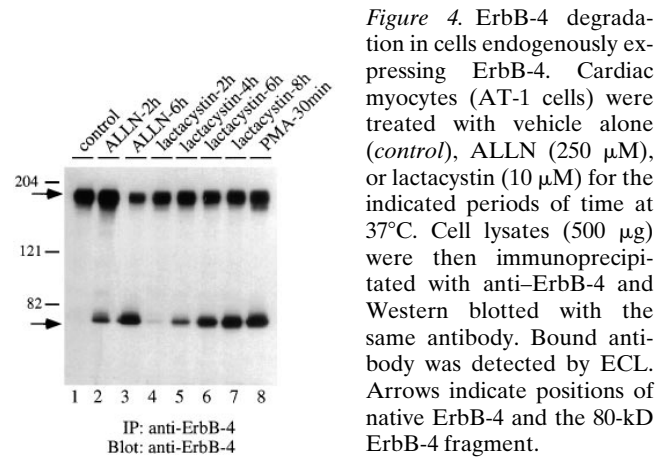 control
ALLN-2h
ALLN-6h
lactacystin-2h
lactacystin-4h
lactacystin-6h
lactacystin-8h
PMA-30min
204
121
82
1 2 3 4 5 6 7 8
IP: anti-ErbB-4
Blot: anti-ErbB-4
Figure 4. ErbB-4 degrada-
tion in cells endogenously ex-
pressing ErbB-4. Cardiac
myocytes (AT-1 cells) were
treated with vehicle alone
(control), ALLN (250 μM),
or lactacystin (10 μM) for the
indicated periods of time at
37°C. Cell lysates (500 μg)
were then immunoprecipi-
tated with anti–ErbB-4 and
Western blotted with the
same antibody. Bound anti-
body was detected by ECL.
Arrows indicate positions of
native ErbB-4 and the 80-kD
ErbB-4 fragment.